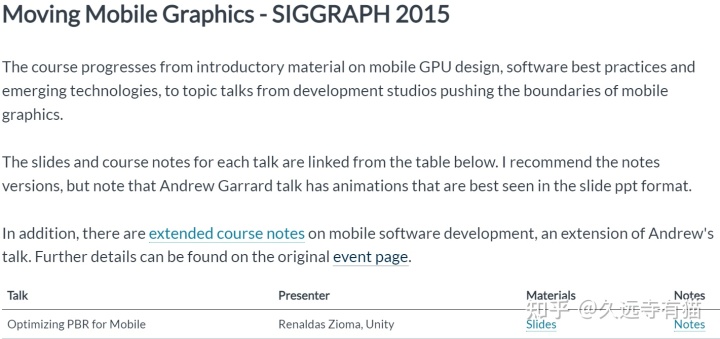 Moving Mobile Graphics - SIGGRAPH 2015
The course progresses from introductory material on mobile GPU design, software best practices and
emerging technologies, to topic talks from development studios pushing the boundaries of mobile
graphics.
The slides and course notes for each talk are linked from the table below. I recommend the notes
versions, but note that Andrew Garrard talk has animations that are best seen in the slide ppt format.
In addition, there are extended course notes on mobile software development, an extension of Andrew's
talk. Further details can be found on the original event page.
Talk Presenter Materials Notes
知乎 @久远寺有猫
Optimizing PBR for Mobile Renaldas Zioma, Unity Slides Notes